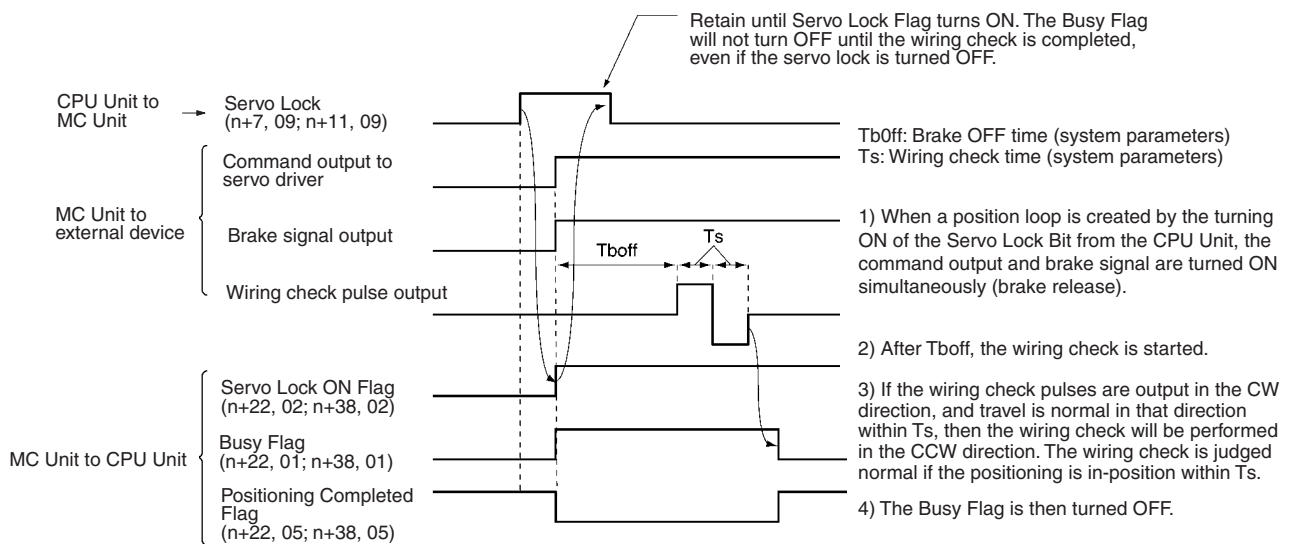 Retain until Servo Lock Flag turns ON. The Busy Flag
will not turn OFF until the wiring check is completed,
even if the servo lock is turned OFF.
CPU Unit to
MC Unit
Servo Lock
(n+7, 09; n+11, 09)
Tb0ff: Brake OFF time (system parameters)
Ts: Wiring check time (system parameters)
MC Unit to
external device
Command output to
servo driver
Brake signal output
Wiring check pulse output
Tboff
Ts
1) When a position loop is created by the turning
ON of the Servo Lock Bit from the CPU Unit, the
command output and brake signal are turned ON
simultaneously (brake release).
2) After Tboff, the wiring check is started.
MC Unit to CPU Unit
Servo Lock ON Flag
(n+22, 02; n+38, 02)
Busy Flag
(n+22, 01; n+38, 01)
Positioning Completed
Flag
(n+22, 05; n+38, 05)
3) If the wiring check pulses are output in the CW
direction, and travel is normal in that direction
within Ts, then the wiring check will be performed
in the CCW direction. The wiring check is judged
normal if the positioning is in-position within Ts.
4) The Busy Flag is then turned OFF.